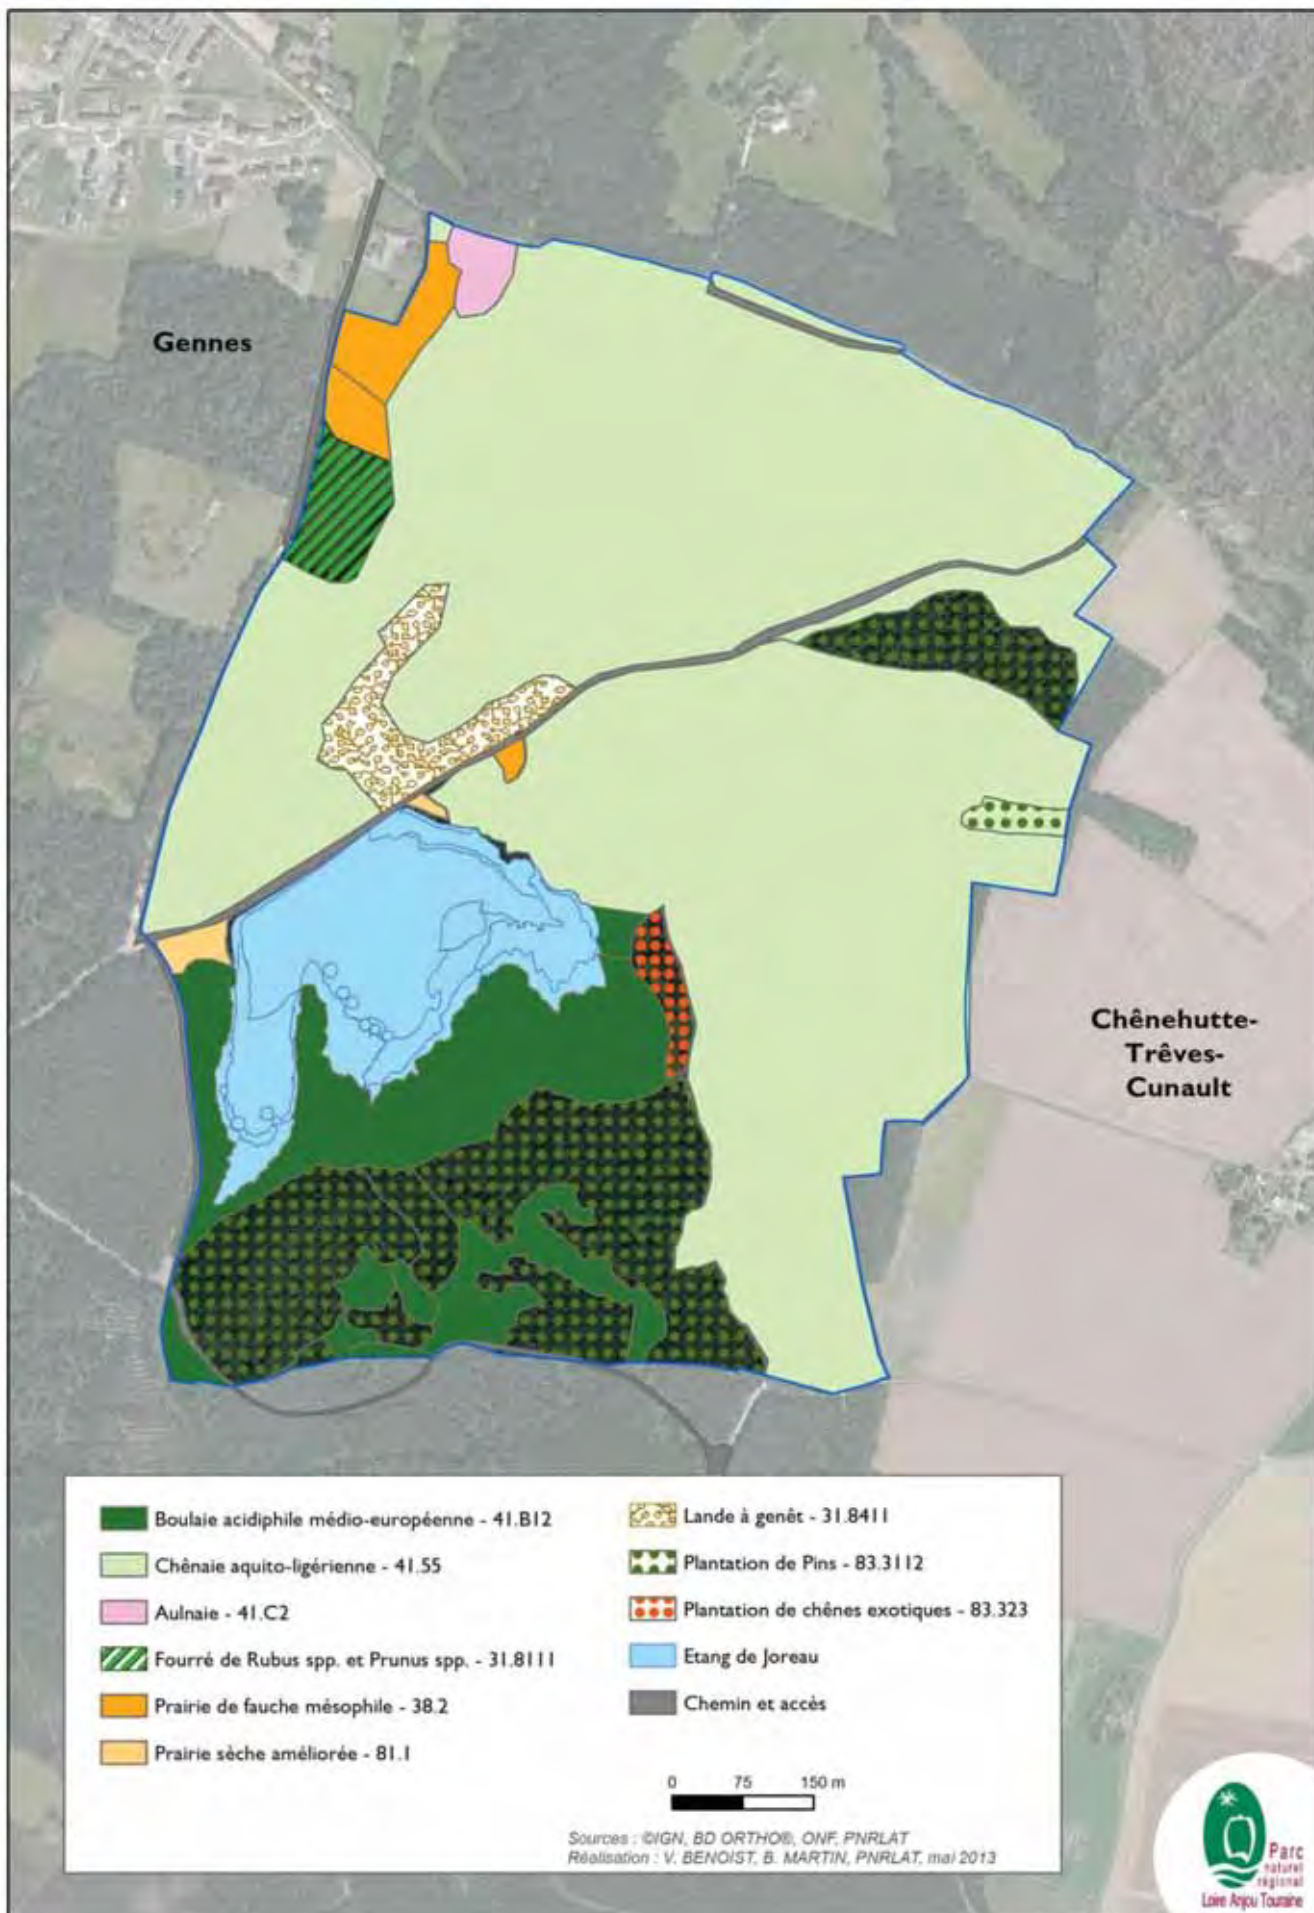 Gennes
Chênehutte-
Trêves-
Cunault
Boulaie acidiphile médio-européenne - 41.B12
Chênaie aquito-ligérienne - 41.55
Aulnaie - 41.C2
Fourré de Rubus spp. et Prunus spp. - 31.8111
Prairie de fauche mésophile - 38.2
Prairie sèche améliorée - 81.1
Lande à genêt - 31.8411
Plantation de Pins - 83.3112
Plantation de chênes exotiques - 83.323
Etang de Joreau
Chemin et accès
0 75 150 m
Sources : ©IGN, BD ORTHO®, ONF, PNRLAT
Réalisation : V. BENOIST, B. MARTIN, PNRLAT, mai 2013
Parc
naturel
régional
Loire Anjou Touraine